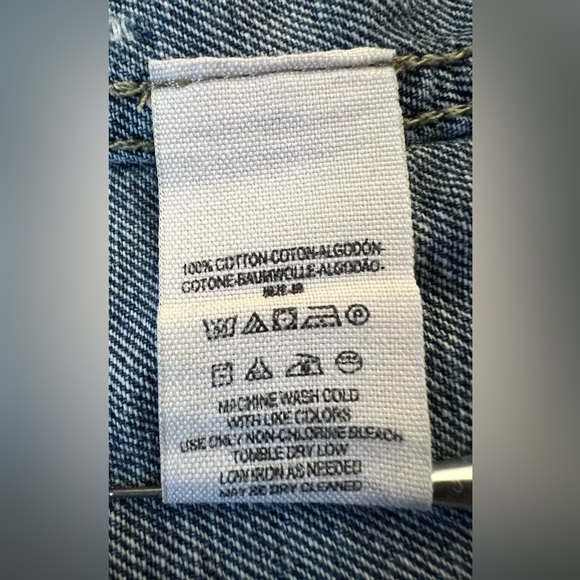 100% COTTON-COTON-ALGODÓN-
COTONE-BAUMWOLLE-ALGODÃO-
MACHINE WASH COLD
WITH LIKE COLORS
USE ONLY NON-CHLORINE BLEACH
TUMBLE DRY LOW
LOW IRON AS NEEDED
MAY BE DRY CLEANED